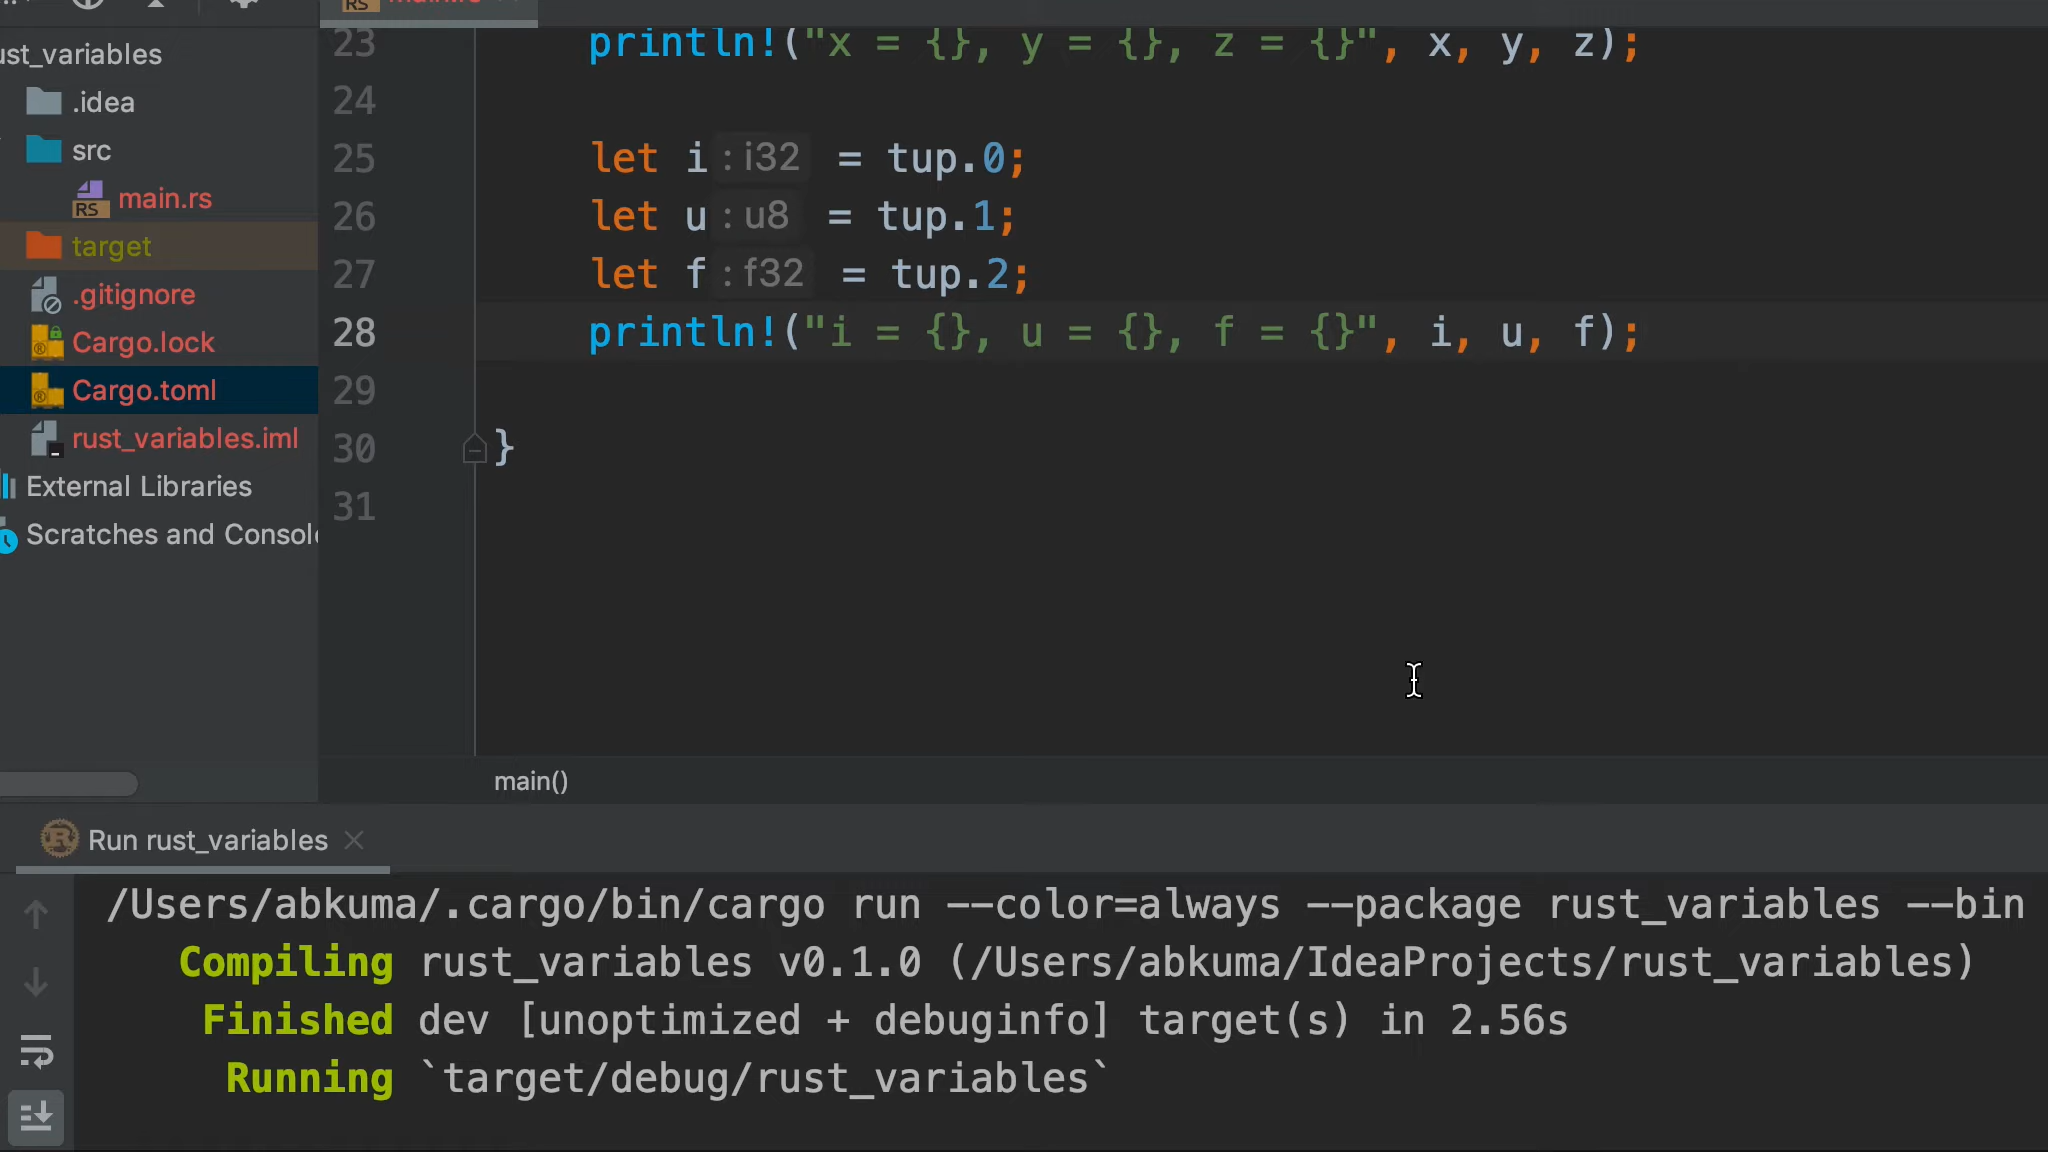 ust_variables
.idea
src
RS main.rs
target
.gitignore
Cargo.lock
Cargo.toml
rust_variables.iml
External Libraries
Scratches and Consol
RS main.rs
23 println!("x = {}, y = {}, z = {}", x, y, z);
24
25 let i : i32 = tup.0;
26 let u : u8 = tup.1;
27 let f : f32 = tup.2;
28 println!("i = {}, u = {}, f = {}", i, u, f);
29
30 }
31
main()
Run rust_variables
/Users/abkuma/.cargo/bin/cargo run --color=always --package rust_variables --bin
Compiling rust_variables v0.1.0 (/Users/abkuma/IdeaProjects/rust_variables)
Finished dev [unoptimized + debuginfo] target(s) in 2.56s
Running `target/debug/rust_variables`